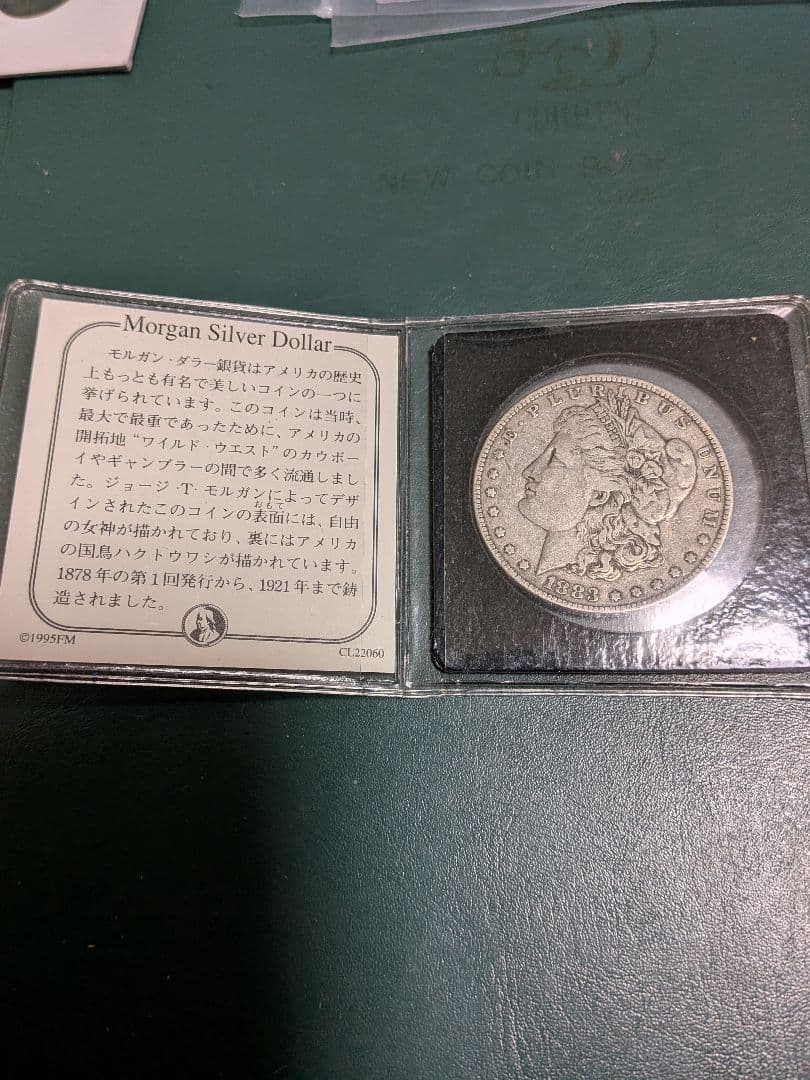 NEW COIN BOOK
Morgan Silver Dollar
モルガン・ダラー銀貨はアメリカの歴史
上もっとも有名で美しいコインの一つに
挙げられています。このコインは当時、
最大で最重であったために、アメリカの
開拓地“ワイルド・ウエスト”のカウボー
イやギャンブラーの間で多く流通しまし
た。ジョージ・T・モルガンによってデザ
おもて
インされたこのコインの表面には、自由
の女神が描かれており、裏にはアメリカ
の国鳥ハクトウワシが描かれています。
1878年の第1回発行から、1921年まで鋳
造されました。
©1995FM
CL22060
E·PLURIBUS·UNUM
1883